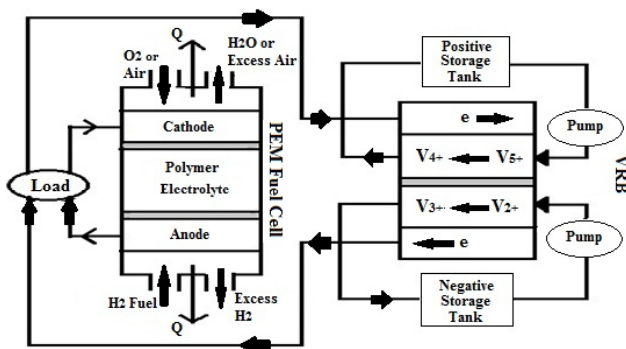 Q
O2 or
Air
H2O or
Excess Air
Cathode
Polymer
Electrolyte
Anode
PEM Fuel Cell
Load
H2 Fuel
Excess
H2
Q
Positive
Storage
Tank
Pump
e
V4+
V5+
V3+
V2+
e
VRB
Pump
Negative
Storage
Tank